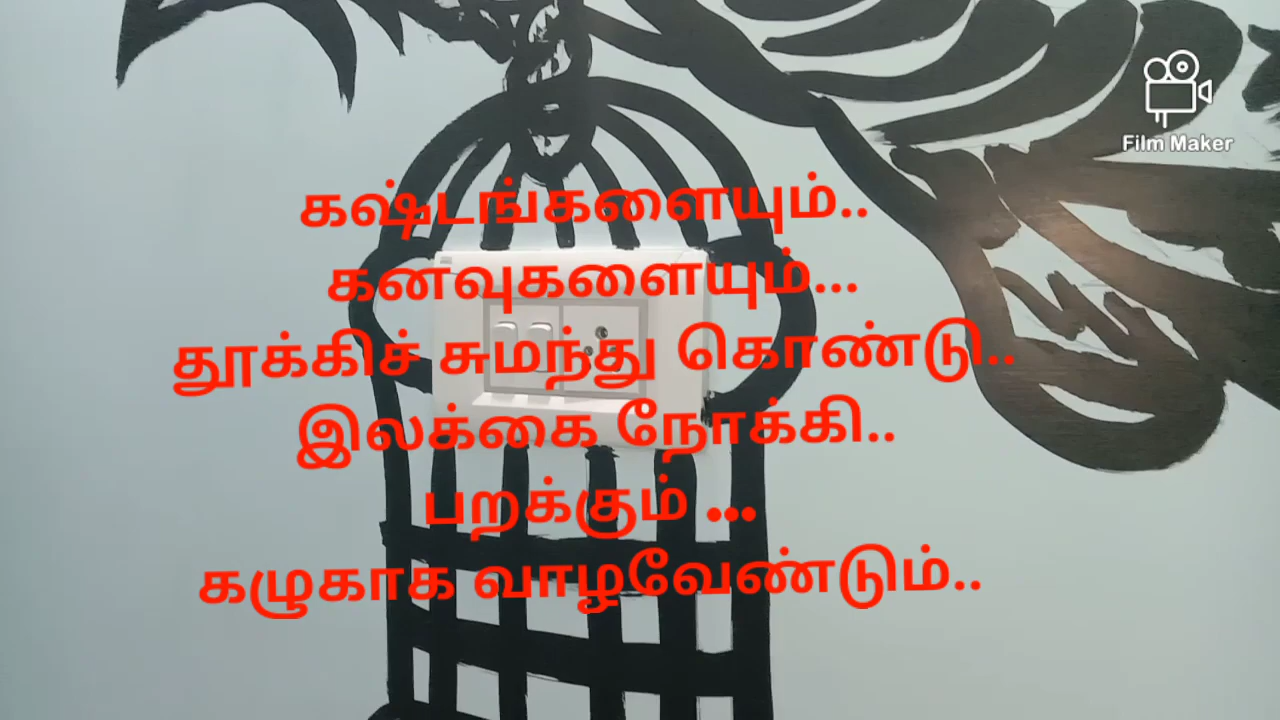 Film Maker
கஷ்டங்களையும்..
கனவுகளையும்...
தூக்கிச் சுமந்து கொண்டு..
இலக்கை நோக்கி..
பறக்கும் ...
கழுகாக வாழவேண்டும்..